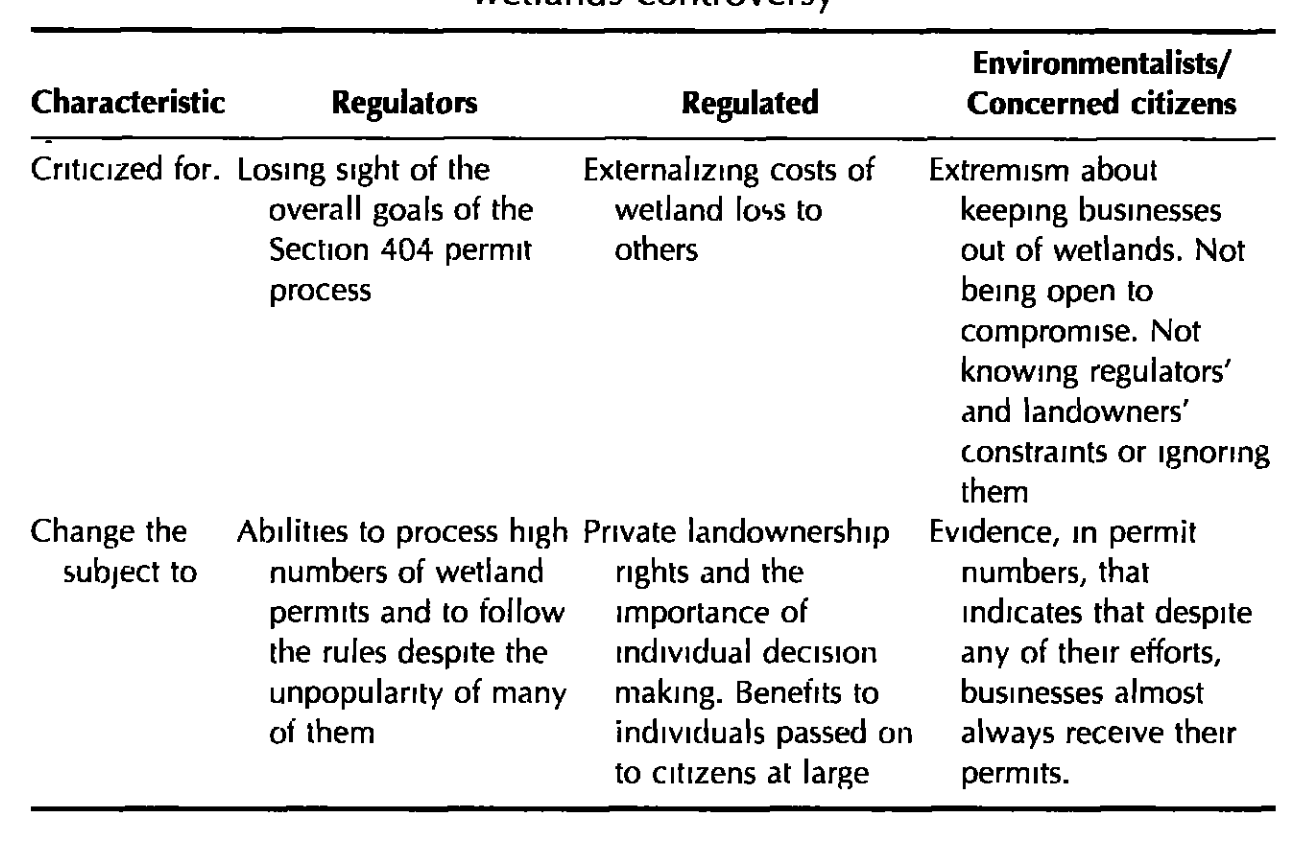 wetlands controversy
Characteristic Regulators Regulated Environmentalists/ Concerned citizens
Criticized for. Losing sight of the overall goals of the Section 404 permit process
Externalizing costs of wetland loss to others
Extremism about keeping businesses out of wetlands. Not being open to compromise. Not knowing regulators' and landowners' constraints or ignoring them
Change the subject to
Abilities to process high numbers of wetland permits and to follow the rules despite the unpopularity of many of them
Private landownership rights and the importance of individual decision making. Benefits to individuals passed on to citizens at large
Evidence, in permit numbers, that indicates that despite any of their efforts, businesses almost always receive their permits.